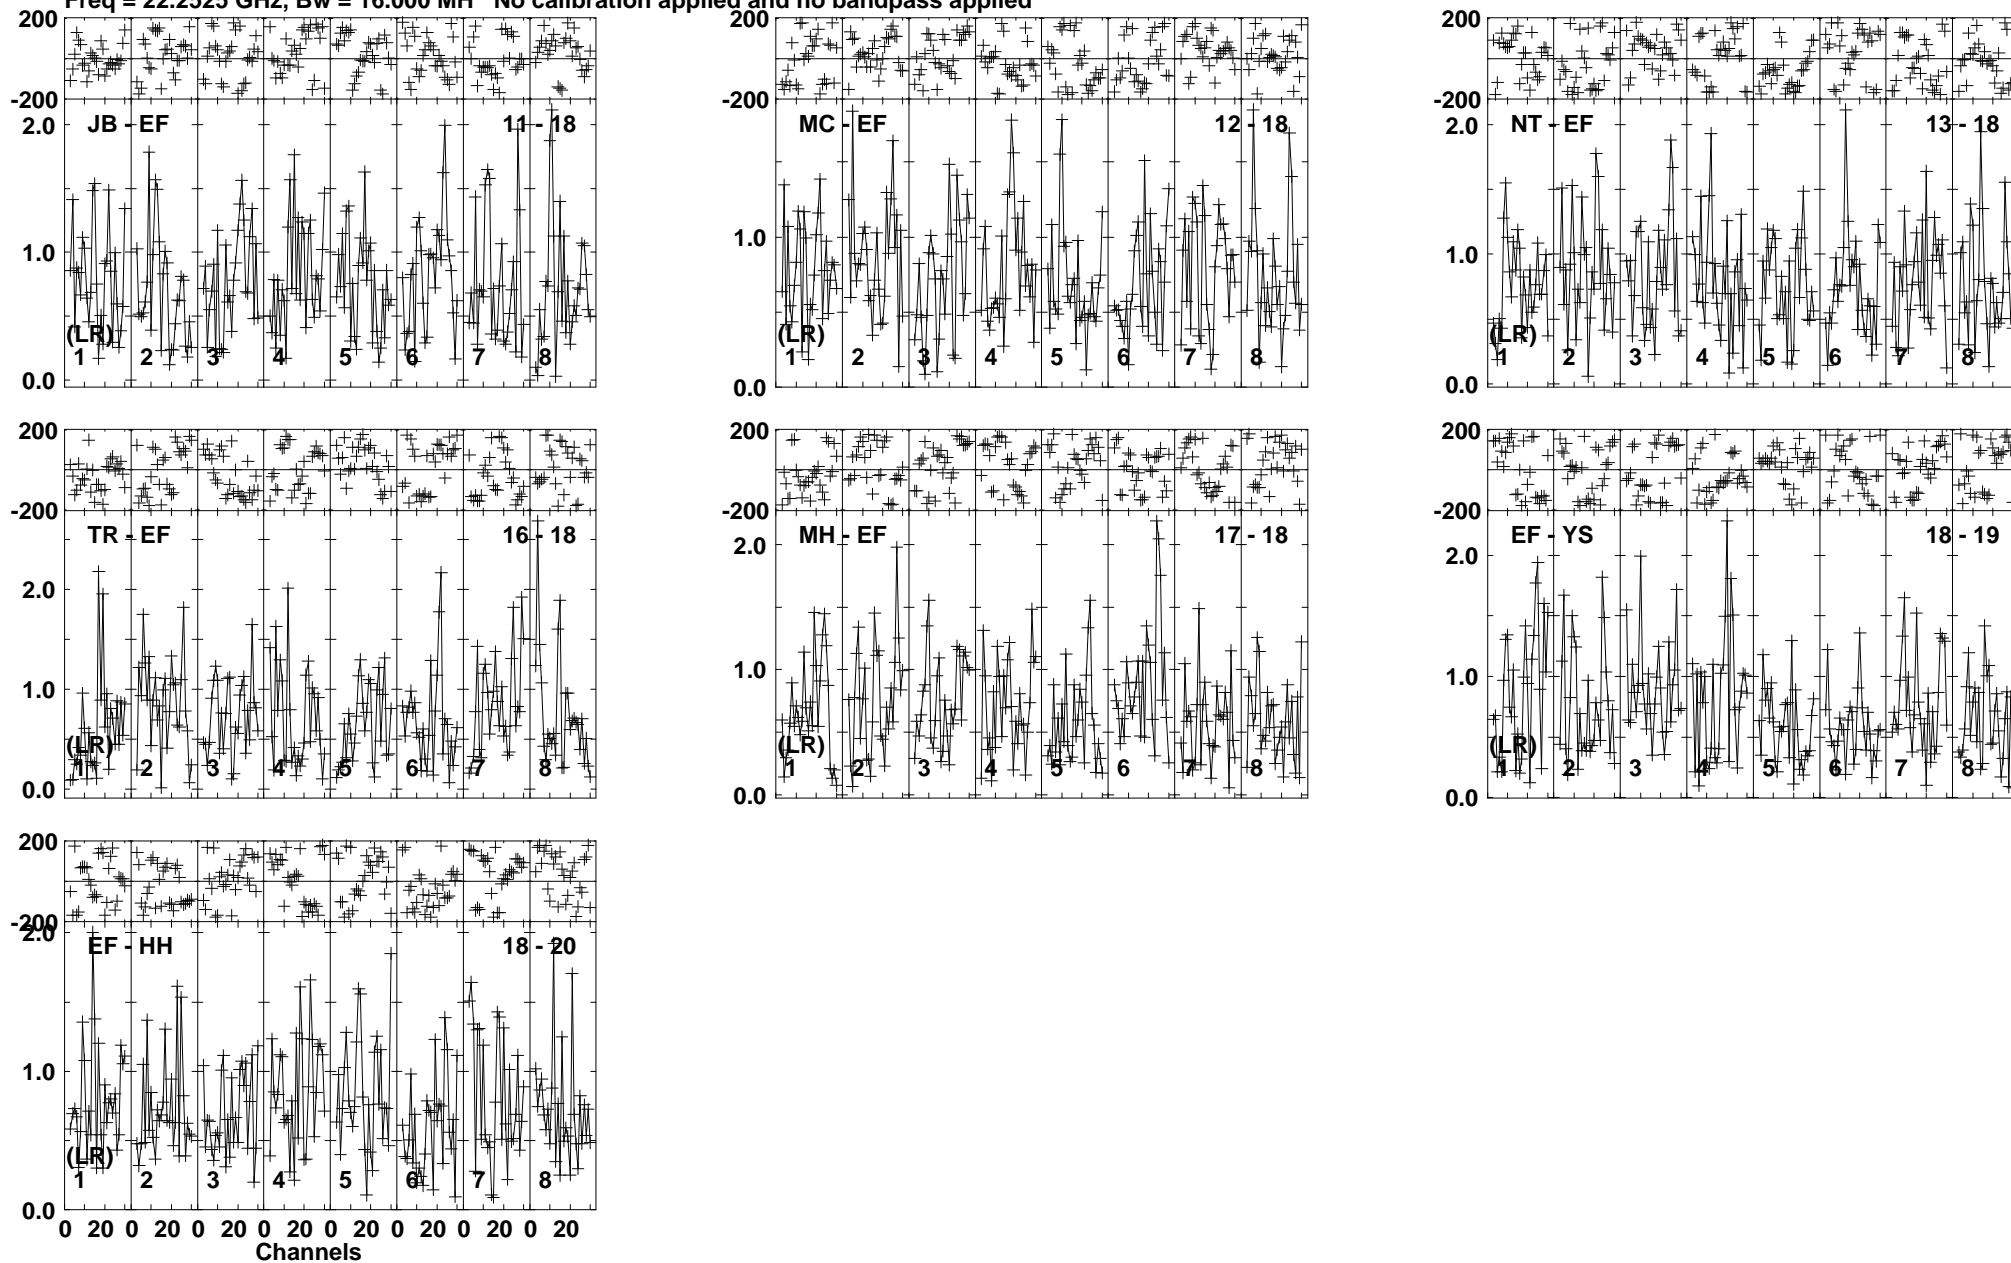 Freq = 22.2525 GHz, Bw = 16.000 MH No calibration applied and no bandpass applied
200 200 200
-200 -200 -200
JB - EF 11 - 18 MC - EF 12 - 18 NT - EF 13 - 18
2.0 2.0
1.0 1.0 1.0
(LR) (LR) (LR)
1 2 3 4 5 6 7 8 1 2 3 4 5 6 7 8 1 2 3 4 5 6 7 8
0.0 0.0 0.0
200 200 200
-200 -200 -200
TR - EF 16 - 18 MH - EF 17 - 18 EF - YS 18 - 19
2.0 2.0 2.0
1.0 1.0 1.0
(LR) (LR) (LR)
1 2 3 4 5 6 7 8 1 2 3 4 5 6 7 8 1 2 3 4 5 6 7 8
0.0 0.0 0.0
200
-200
2.0
EF - HH 18 - 20
1.0
(LR)
1 2 3 4 5 6 7 8
0.0
0 20 0 20 0 20 0 20 0 20 0 20 0 20 0 20
Channels